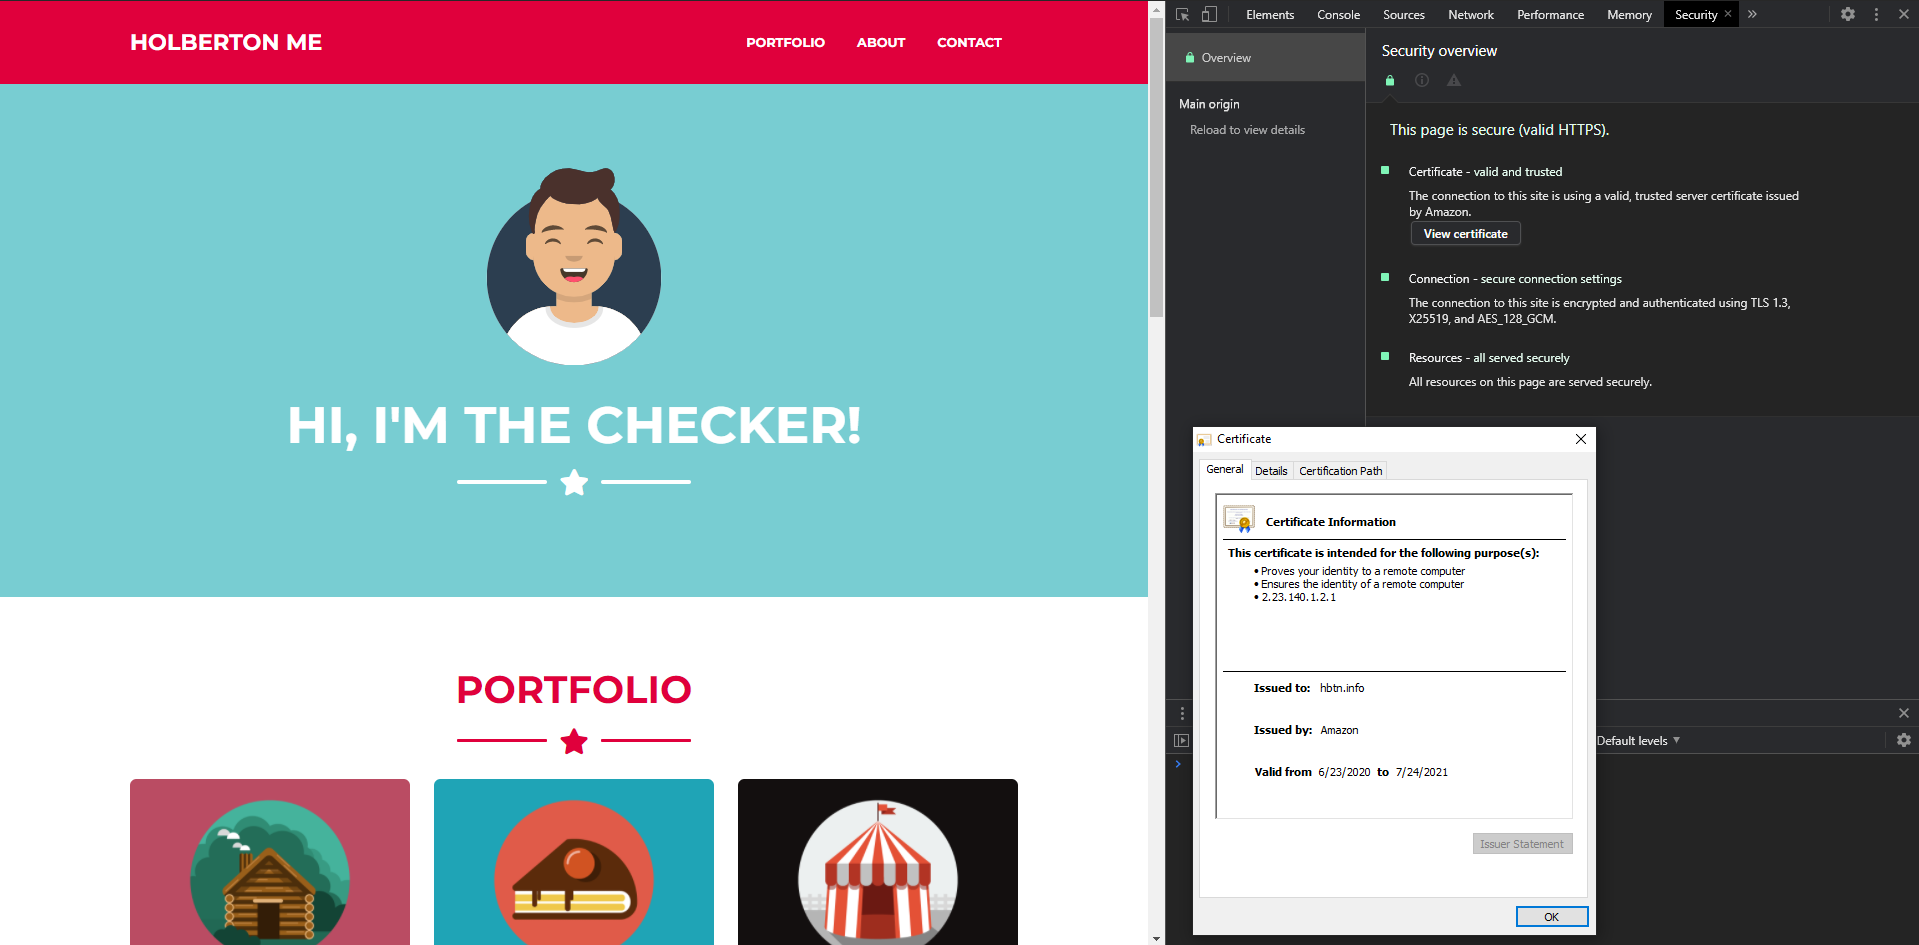 HOLBERTON ME
PORTFOLIO ABOUT CONTACT
HI, I'M THE CHECKER!
PORTFOLIO
Elements Console Sources Network Performance Memory Security
Overview
Main origin
Reload to view details
Security overview
This page is secure (valid HTTPS).
Certificate - valid and trusted
The connection to this site is using a valid, trusted server certificate issued
by Amazon.
View certificate
Connection - secure connection settings
The connection to this site is encrypted and authenticated using TLS 1.3,
X25519, and AES_128_GCM.
Resources - all served securely
All resources on this page are served securely.
Default levels
Certificate
General Details Certification Path
Certificate Information
This certificate is intended for the following purpose(s):
• Proves your identity to a remote computer
• Ensures the identity of a remote computer
• 2.23.140.1.2.1
Issued to: hbtn.info
Issued by: Amazon
Valid from 6/23/2020 to 7/24/2021
Issuer Statement
OK